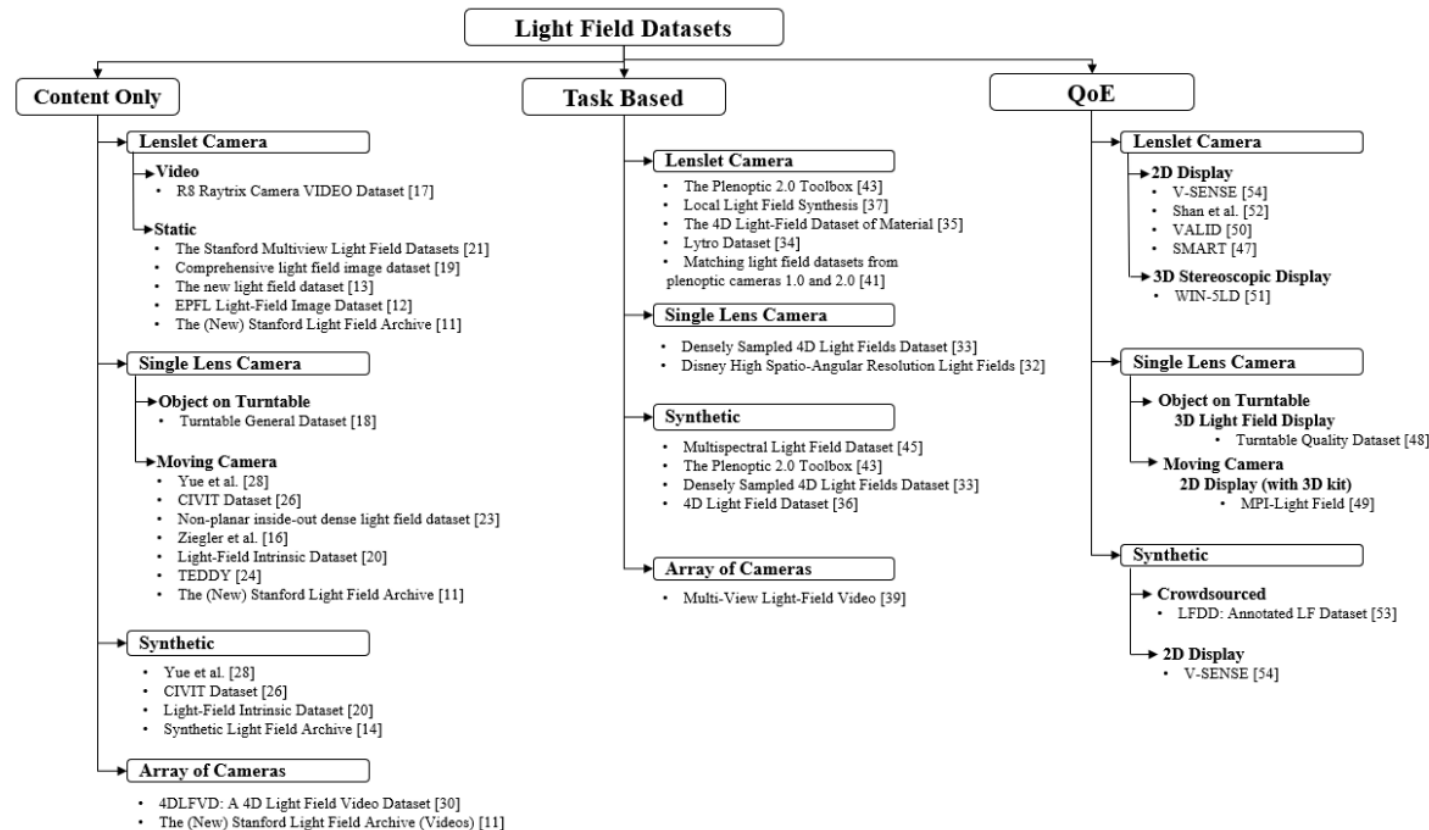 Light Field Datasets
Content Only
Lenslet Camera
Video
• R8 Raytrix Camera VIDEO Dataset [17]
Static
• The Stanford Multiview Light Field Datasets [21]
• Comprehensive light field image dataset [19]
• The new light field dataset [13]
• EPFL Light-Field Image Dataset [12]
• The (New) Stanford Light Field Archive [11]
Single Lens Camera
Object on Turntable
• Turntable General Dataset [18]
Moving Camera
• Yue et al. [28]
• CIVIT Dataset [26]
• Non-planar inside-out dense light field dataset [23]
• Ziegler et al. [16]
• Light-Field Intrinsic Dataset [20]
• TEDDY [24]
• The (New) Stanford Light Field Archive [11]
Synthetic
• Yue et al. [28]
• CIVIT Dataset [26]
• Light-Field Intrinsic Dataset [20]
• Synthetic Light Field Archive [14]
Array of Cameras
• 4DLFVD: A 4D Light Field Video Dataset [30]
• The (New) Stanford Light Field Archive (Videos) [11]
Task Based
Lenslet Camera
• The Plenoptic 2.0 Toolbox [43]
• Local Light Field Synthesis [37]
• The 4D Light-Field Dataset of Material [35]
• Lytro Dataset [34]
• Matching light field datasets from
plenoptic cameras 1.0 and 2.0 [41]
Single Lens Camera
• Densely Sampled 4D Light Fields Dataset [33]
• Disney High Spatio-Angular Resolution Light Fields [32]
Synthetic
• Multispectral Light Field Dataset [45]
• The Plenoptic 2.0 Toolbox [43]
• Densely Sampled 4D Light Fields Dataset [33]
• 4D Light Field Dataset [36]
Array of Cameras
• Multi-View Light-Field Video [39]
QoE
Lenslet Camera
2D Display
• V-SENSE [54]
• Shan et al. [52]
• VALID [50]
• SMART [47]
3D Stereoscopic Display
• WIN-5LD [51]
Single Lens Camera
Object on Turntable
3D Light Field Display
• Turntable Quality Dataset [48]
Moving Camera
2D Display (with 3D kit)
• MPI-Light Field [49]
Synthetic
Crowdsourced
• LFDD: Annotated LF Dataset [53]
2D Display
• V-SENSE [54]